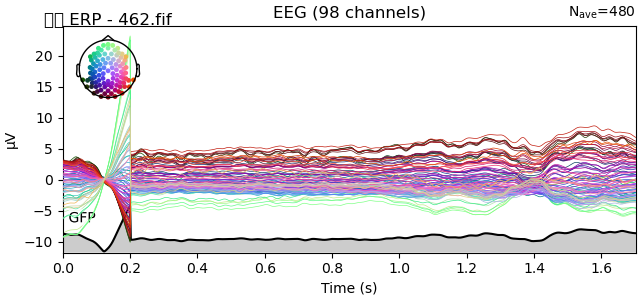 ERP - 462.fif
EEG (98 channels)
Nave=480
20
15
10
5
0
−5
−10
µV
GFP
0.0 0.2 0.4 0.6 0.8 1.0 1.2 1.4 1.6
Time (s)